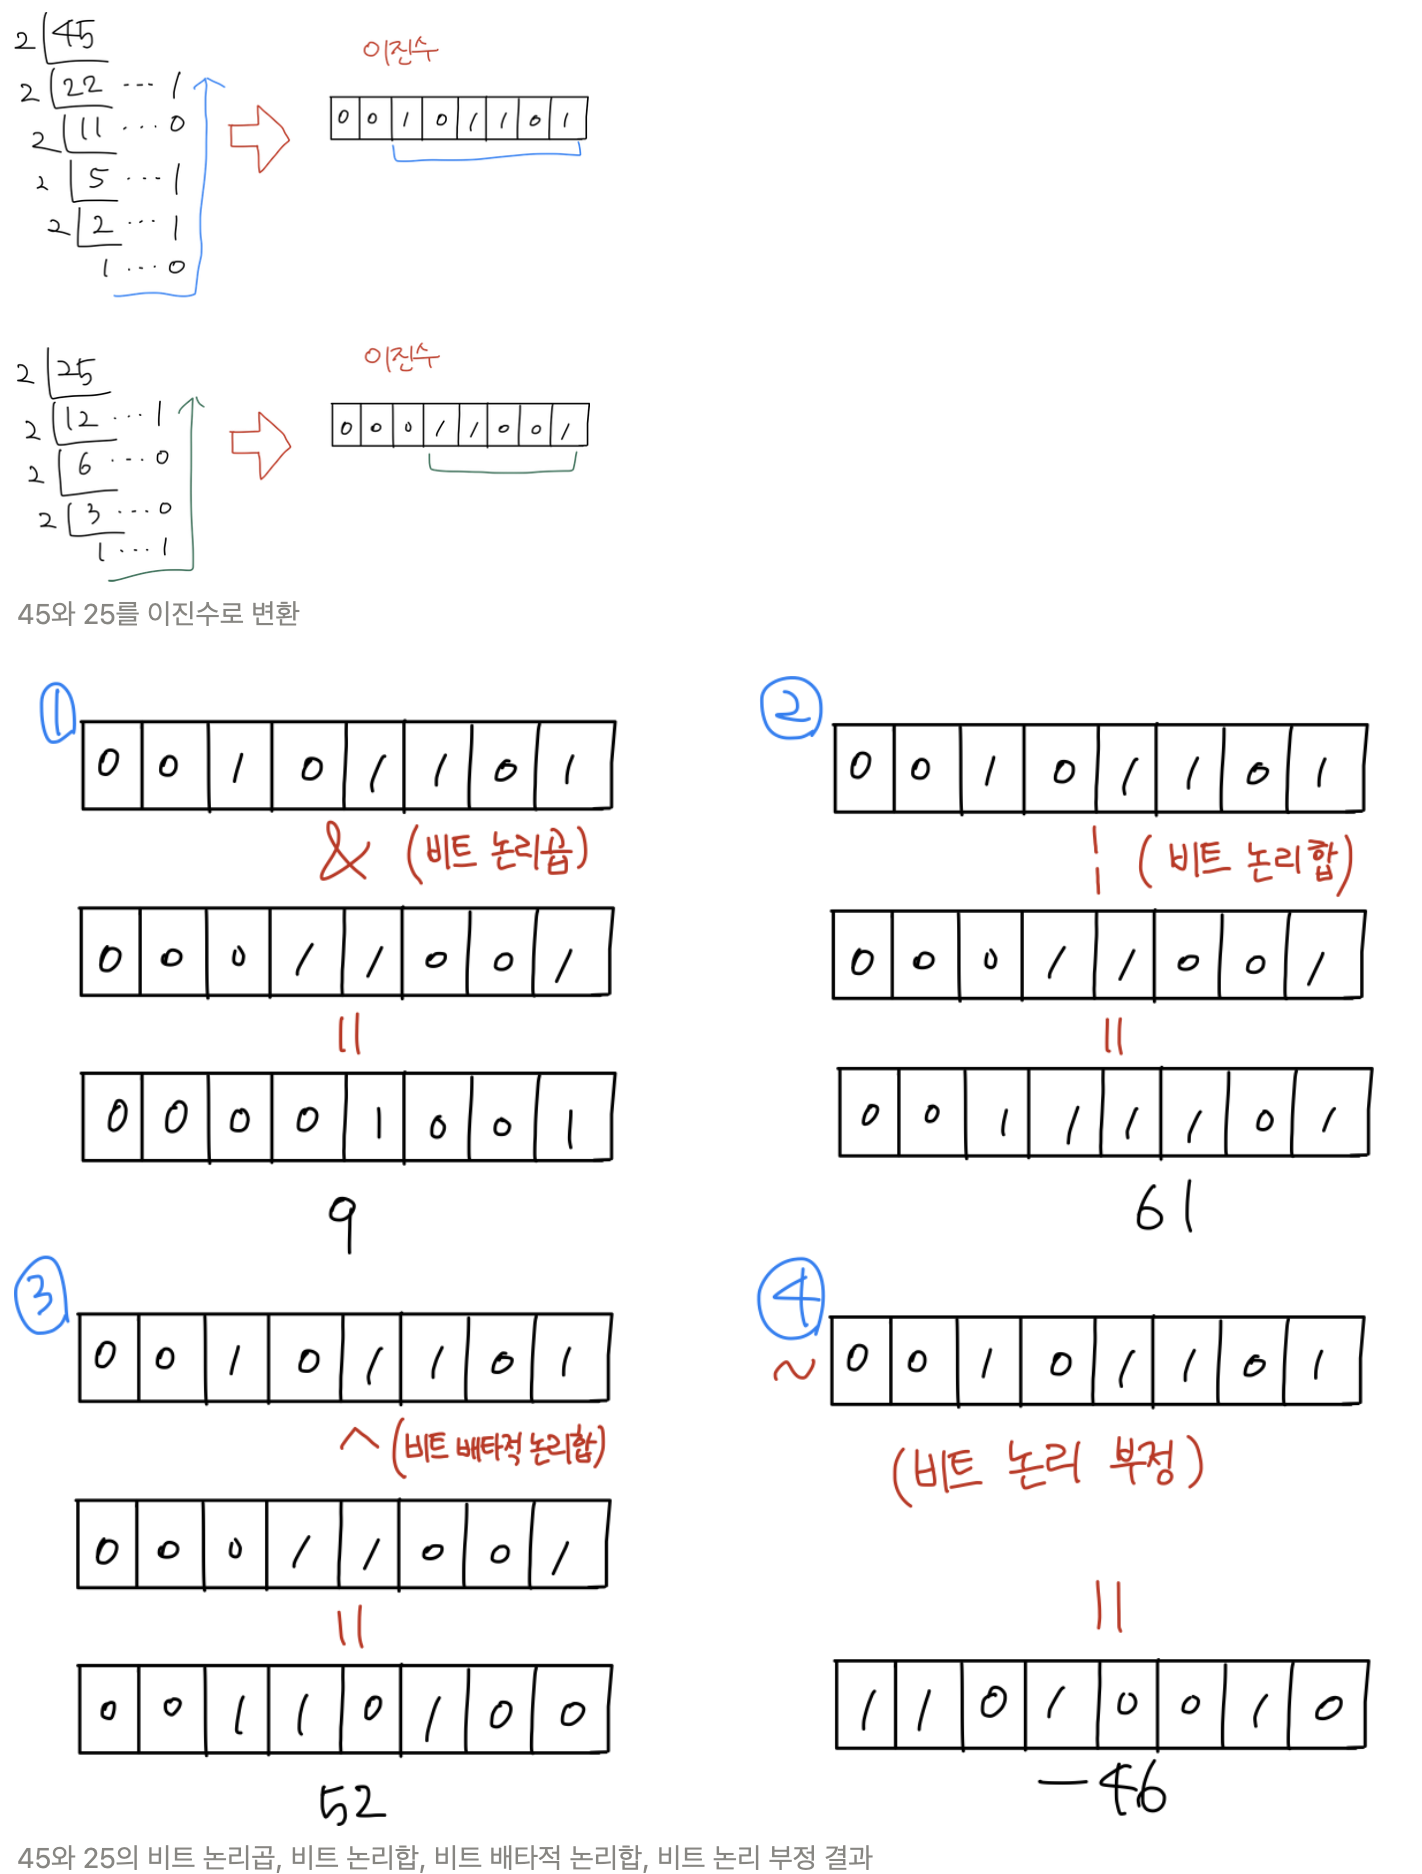 2 45
2 22 ··· 1
2 11 ··· 0
2 5 ··· 1
2 2 ··· 1
1 ··· 0
이진수
0 0 1 0 1 1 0 1
2 25
2 12 ··· 1
2 6 ··· 0
2 3 ··· 0
1 ··· 1
이진수
0 0 0 1 1 0 0 1
45와 25를 이진수로 변환
①
0 0 1 0 1 1 0 1
& (비트 논리곱)
0 0 0 1 1 0 0 1
=
0 0 0 0 1 0 0 1
9
②
0 0 1 0 1 1 0 1
| (비트 논리합)
0 0 0 1 1 0 0 1
=
0 0 1 1 1 1 0 1
61
③
0 0 1 0 1 1 0 1
^ (비트 배타적 논리합)
0 0 0 1 1 0 0 1
=
0 0 1 1 0 1 0 0
52
④
~ 0 0 1 0 1 1 0 1
(비트 논리 부정)
=
1 1 0 1 0 0 1 0
-46
45와 25의 비트 논리곱, 비트 논리합, 비트 배타적 논리합, 비트 논리 부정 결과